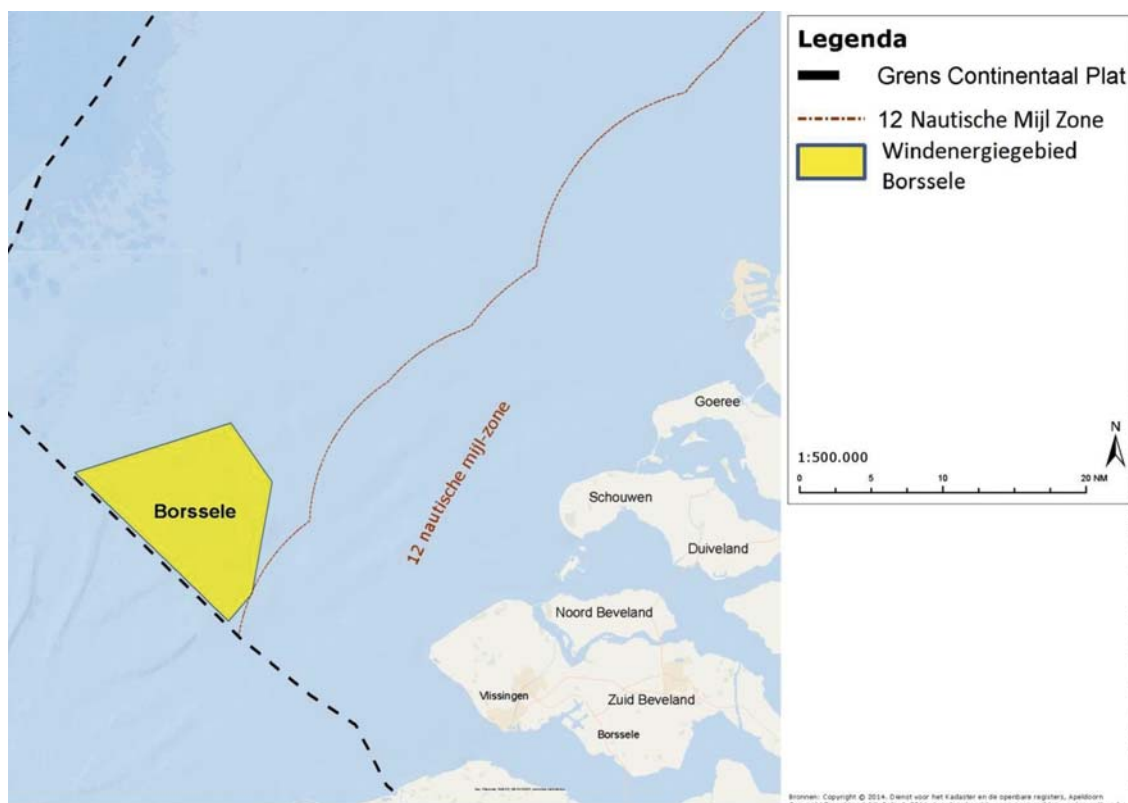 Legenda
Grens Continentaal Plat
12 Nautische Mijl Zone
Windenergiegebied
Borssele
Goeree
N
1:500.000
0 5 10 20 NM
Schouwen
Borssele
12 nautische mijl-zone
Duiveland
Noord Beveland
Vlissingen
Zuid Beveland
Borssele
Bronnen: Copyright © 2014, Dienst voor het Kadaster en de openbare registers, Apeldoorn